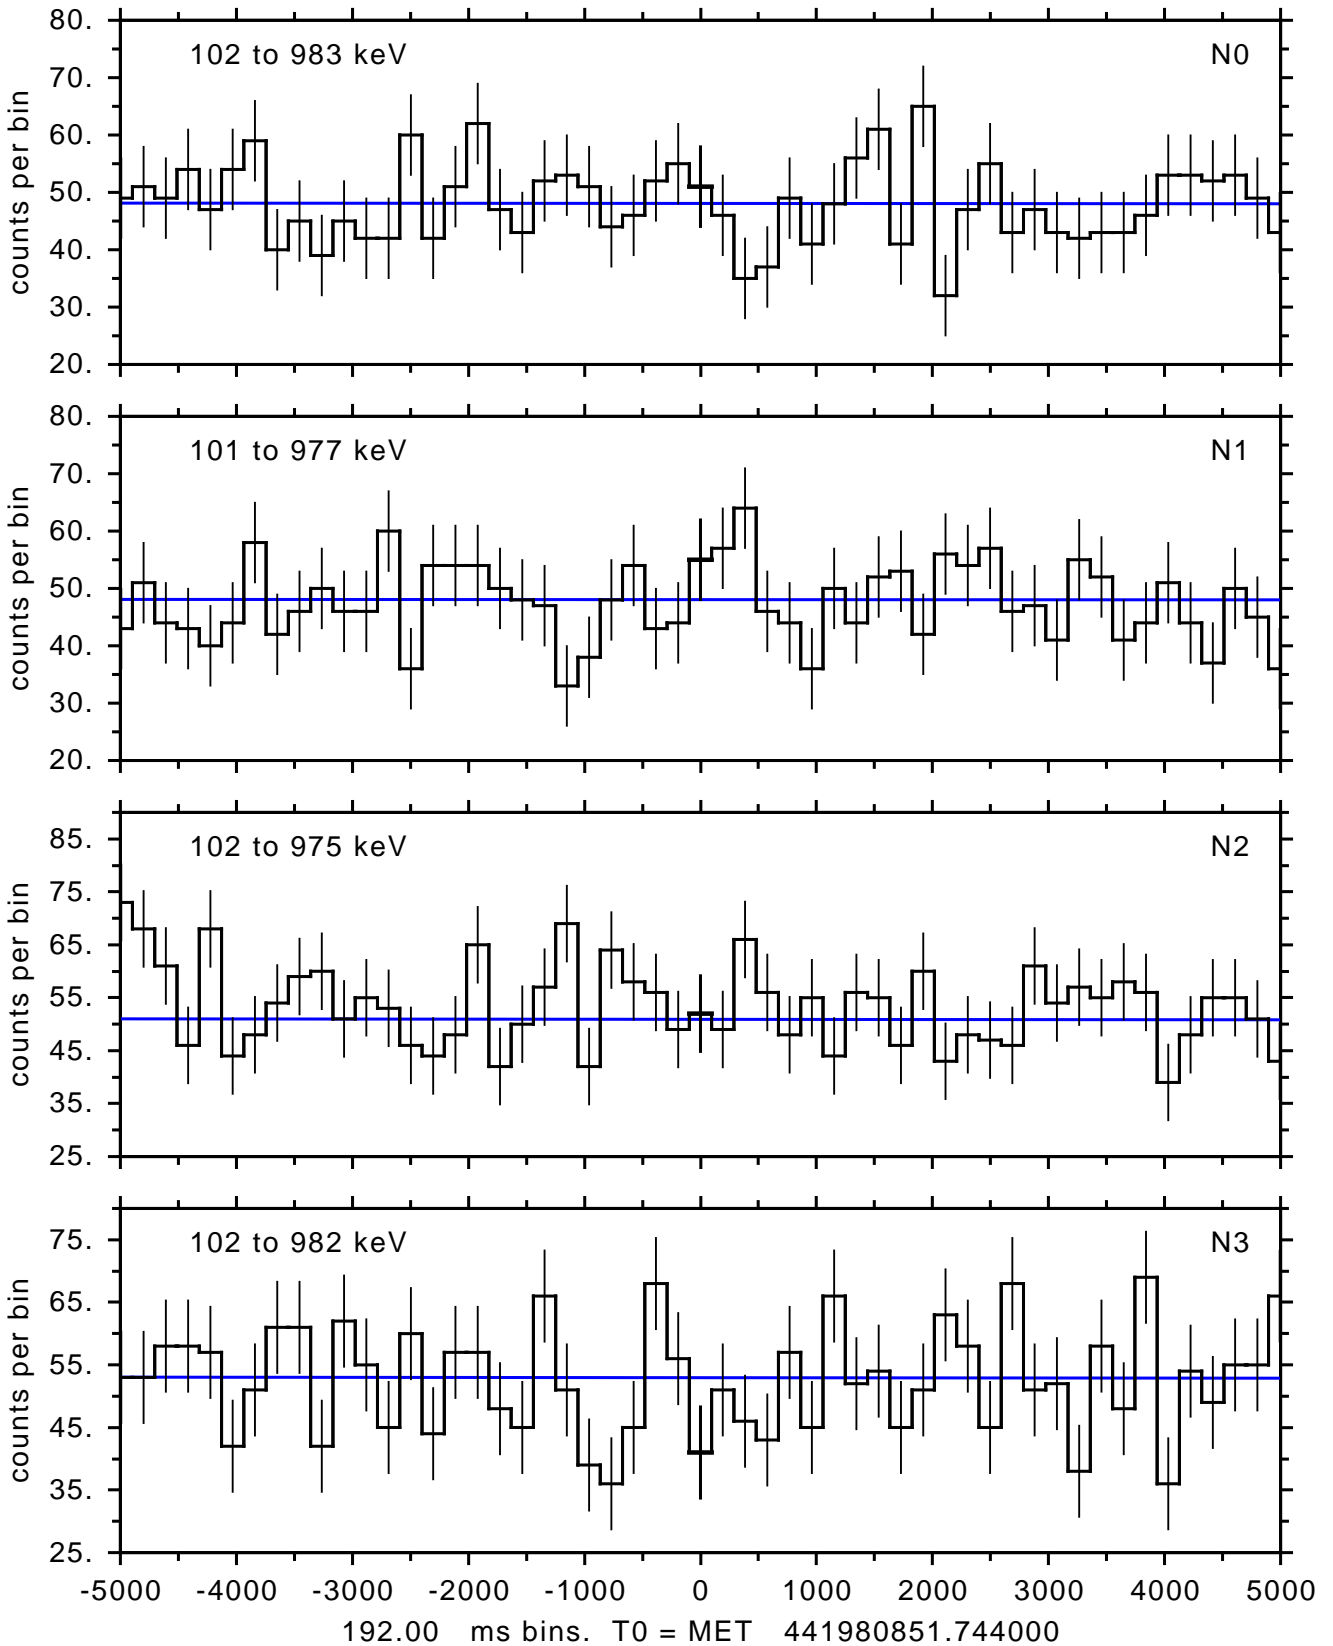 80.
102 to 983 keV N0
70.
60.
50.
40.
30.
20.
counts per bin
80.
101 to 977 keV N1
70.
60.
50.
40.
30.
20.
counts per bin
85.
102 to 975 keV N2
75.
65.
55.
45.
35.
25.
counts per bin
75.
102 to 982 keV N3
65.
55.
45.
35.
25.
counts per bin
-5000 -4000 -3000 -2000 -1000 0 1000 2000 3000 4000 5000
192.00 ms bins. T0 = MET 441980851.744000